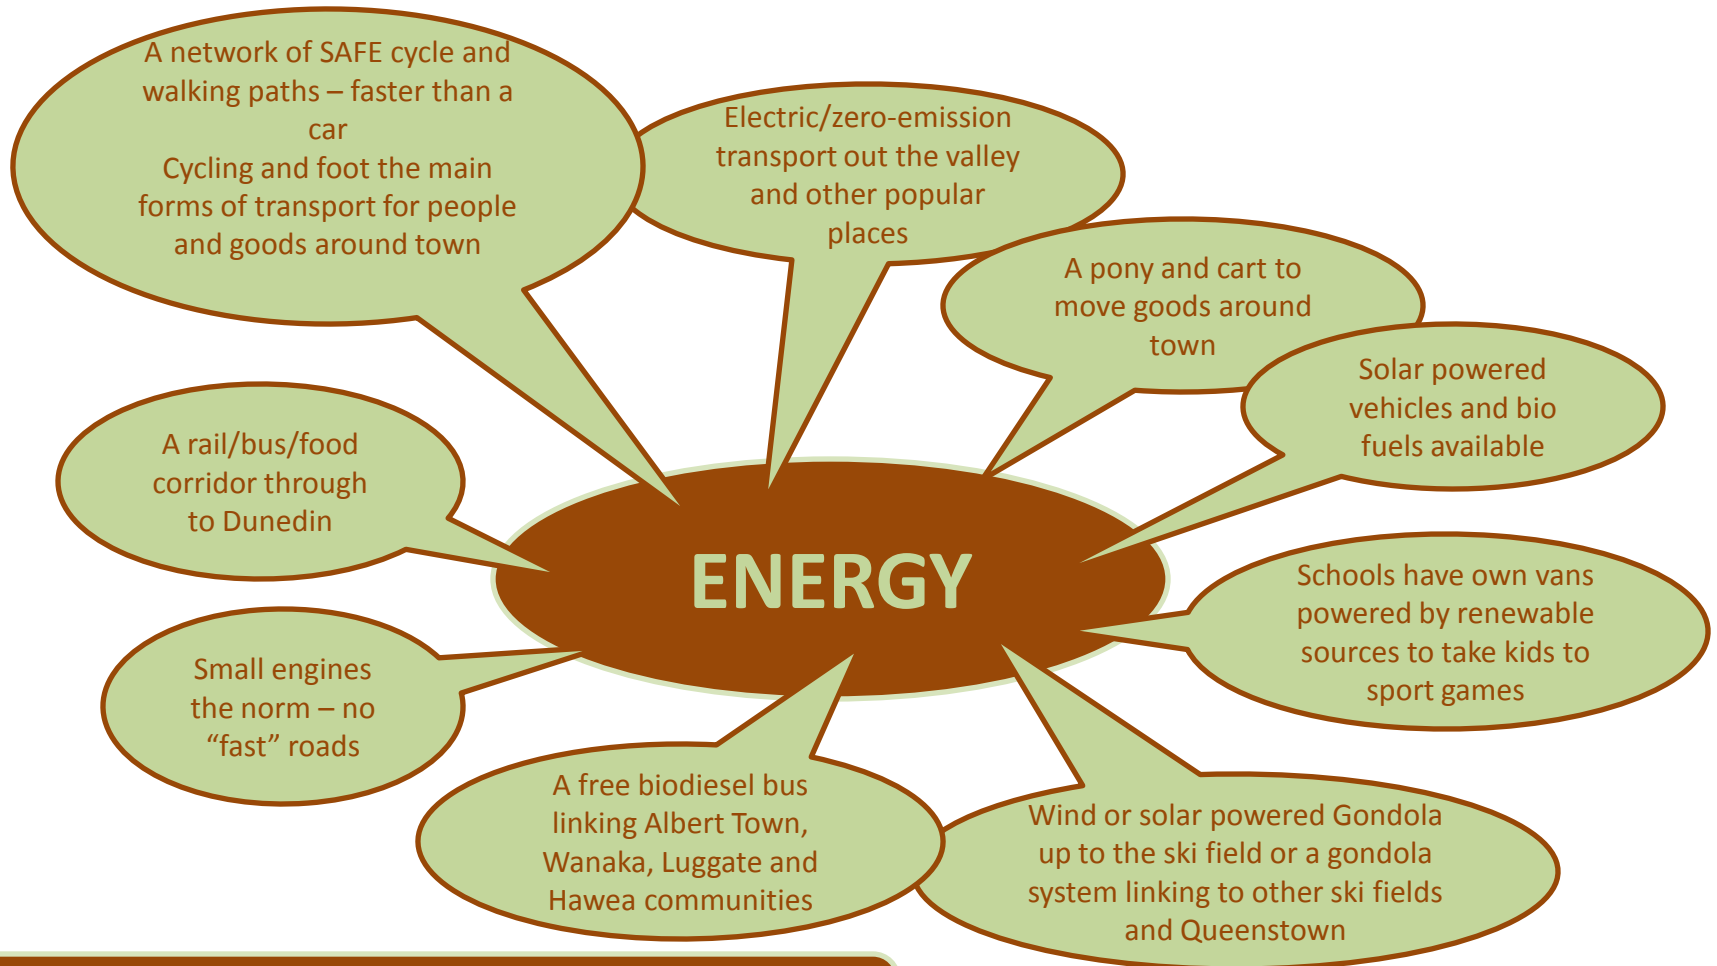 A network of SAFE cycle and
walking paths – faster than a
car
Cycling and foot the main
forms of transport for people
and goods around town
Electric/zero-emission
transport out the valley
and other popular
places
A pony and cart to
move goods around
town
Solar powered
vehicles and bio
fuels available
A rail/bus/food
corridor through
to Dunedin
ENERGY
Schools have own vans
powered by renewable
sources to take kids to
sport games
Small engines
the norm – no
“fast” roads
A free biodiesel bus
linking Albert Town,
Wanaka, Luggate and
Hawea communities
Wind or solar powered Gondola
up to the ski field or a gondola
system linking to other ski fields
and Queenstown